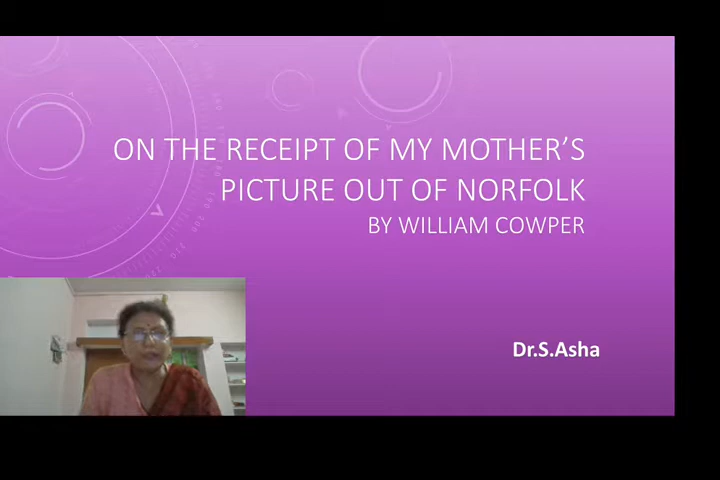 ON THE RECEIPT OF MY MOTHER'S
PICTURE OUT OF NORFOLK
BY WILLIAM COWPER
Dr.S.Asha